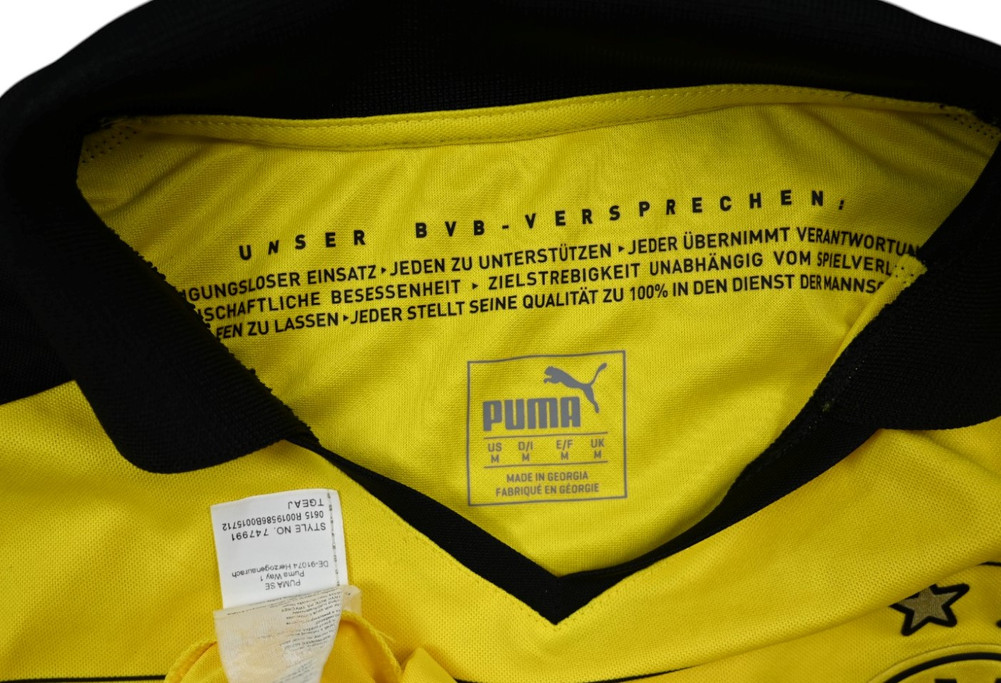 UNSER BVB-VERSPRECHEN:
GUNGSLOSER EINSATZ ▸ JEDEN ZU UNTERSTÜTZEN ▸ JEDER ÜBERNIMMT VERANTWORTUN
SCHAFTLICHE BESESSENHEIT ▸ ZIELSTREBIGKEIT UNABHÄNGIG VOM SPIELVERL
FEN ZU LASSEN ▸ JEDER STELLT SEINE QUALITÄT ZU 100% IN DEN DIENST DER MANNSC
PUMA
US D/I E/F UK
M M M M
MADE IN GEORGIA
FABRIQUÉ EN GÉORGIE
TGEAJ
0615 R0019586B0015712
STYLE NO. 747991
DE-91074 Herzogenaurach
Puma Way 1
PUMA SE